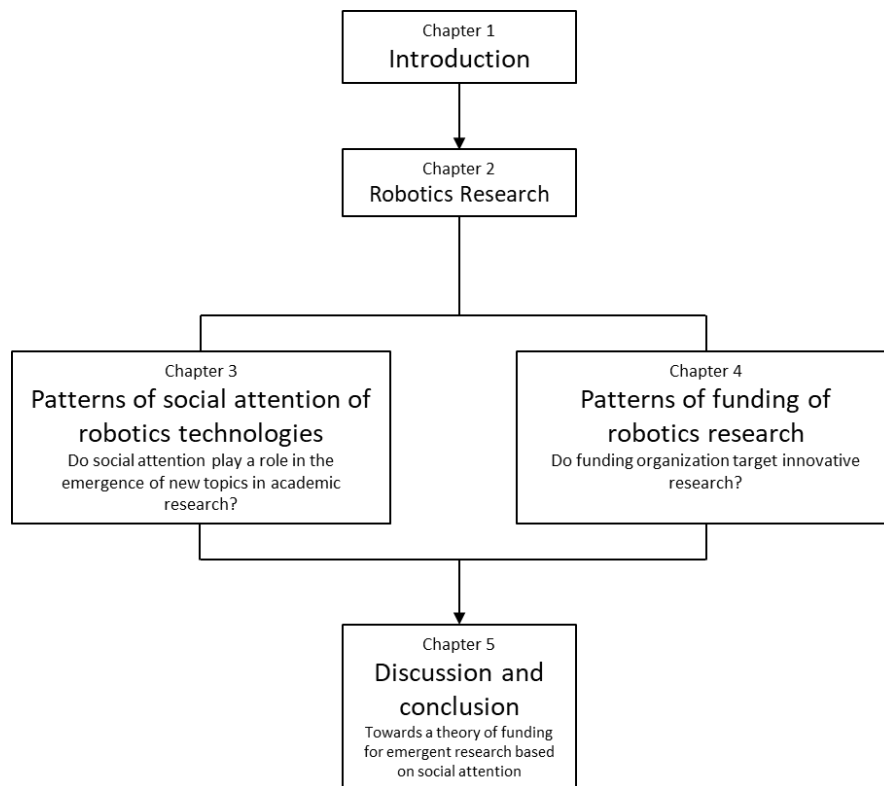 Chapter 1
Introduction
Chapter 2
Robotics Research
Chapter 3
Patterns of social attention of
robotics technologies
Do social attention play a role in the
emergence of new topics in academic
research?
Chapter 4
Patterns of funding of
robotics research
Do funding organization target innovative
research?
Chapter 5
Discussion and
conclusion
Towards a theory of funding
for emergent research based
on social attention